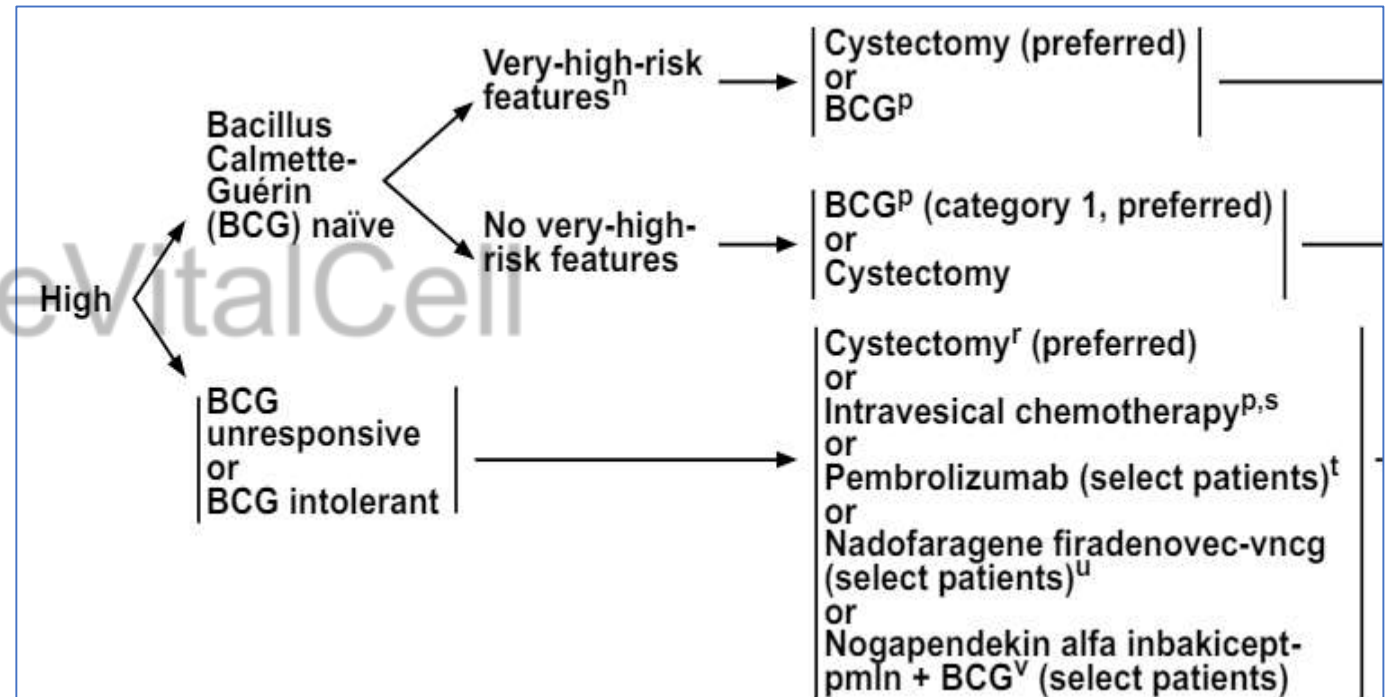 High
Bacillus
Calmette-
Guérin
(BCG) naïve
Very-high-risk
featuresⁿ
Cystectomy (preferred)
or
BCGᵖ
No very-high-
risk features
BCGᵖ (category 1, preferred)
or
Cystectomy
BCG
unresponsive
or
BCG intolerant
Cystectomyʳ (preferred)
or
Intravesical chemotherapyᵖ,ˢ
or
Pembrolizumab (select patients)ᵗ
or
Nadofaragene firadenovec-vncg
(select patients)ᵘ
or
Nogapendekin alfa inbakicept-
pmln + BCGᵛ (select patients)
eVitalCell